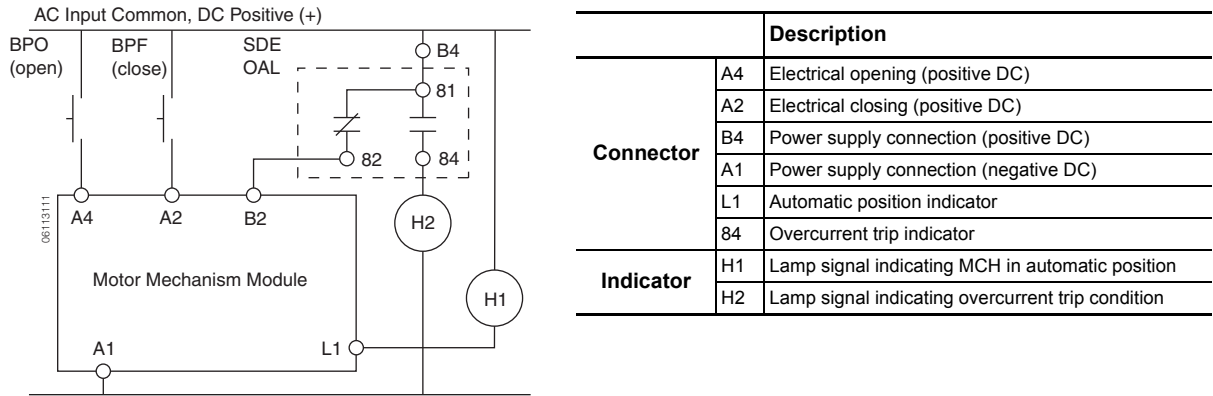 AC Input Common, DC Positive (+)
BPO
(open)
BPF
(close)
SDE
OAL
B4
81
82
84
A4
A2
B2
H2
06113111
Motor Mechanism Module
H1
A1
L1
Description
Connector
A4 Electrical opening (positive DC)
A2 Electrical closing (positive DC)
B4 Power supply connection (positive DC)
A1 Power supply connection (negative DC)
L1 Automatic position indicator
84 Overcurrent trip indicator
Indicator
H1 Lamp signal indicating MCH in automatic position
H2 Lamp signal indicating overcurrent trip condition